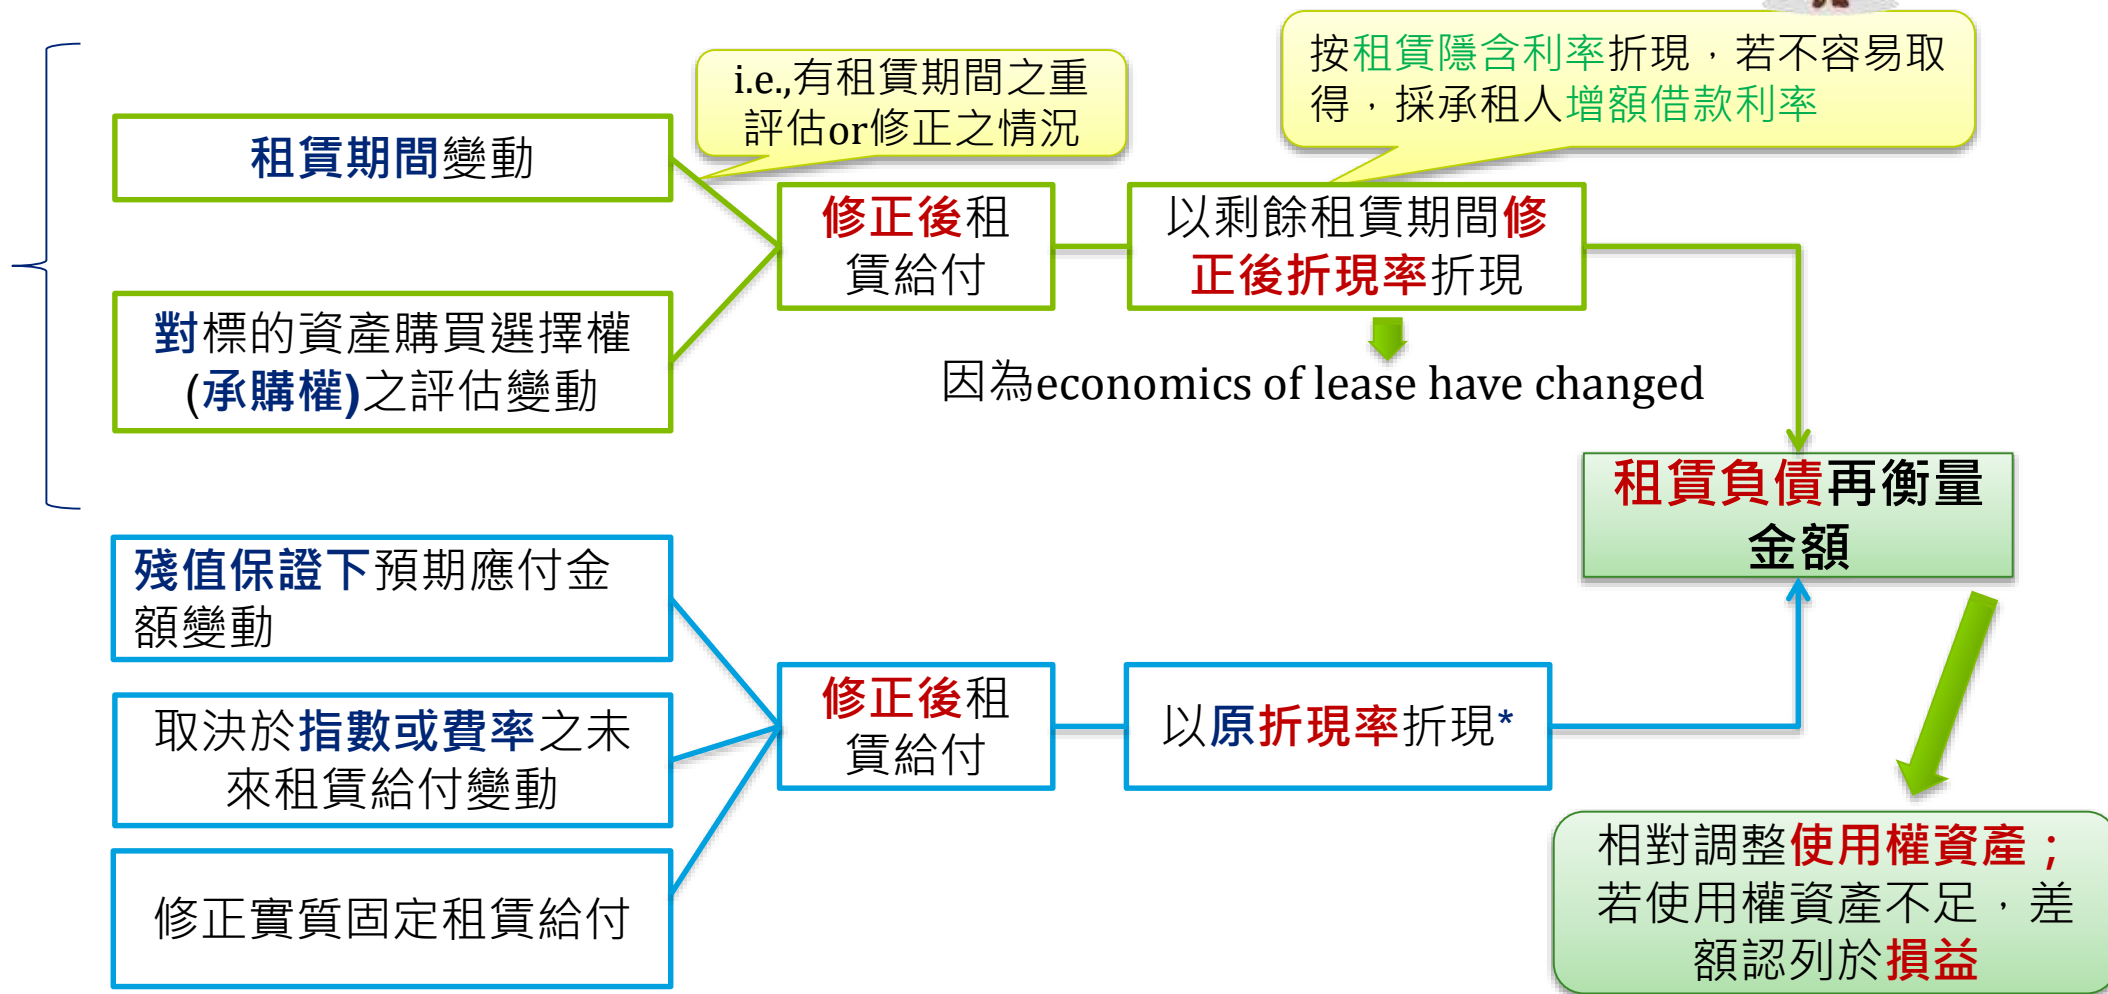 按租賃隱含利率折現，若不容易取
得，採承租人增額借款利率
i.e.,有租賃期間之重
評估or修正之情況
租賃期間變動
修正後租
賃給付
以剩餘租賃期間修
正後折現率折現
對標的資產購買選擇權
(承購權)之評估變動
因為economics of lease have changed
租賃負債再衡量
金額
殘值保證下預期應付金
額變動
取決於指數或費率之未
來租賃給付變動
修正後租
賃給付
以原折現率折現*
修正實質固定租賃給付
相對調整使用權資產；
若使用權資產不足，差
額認列於損益